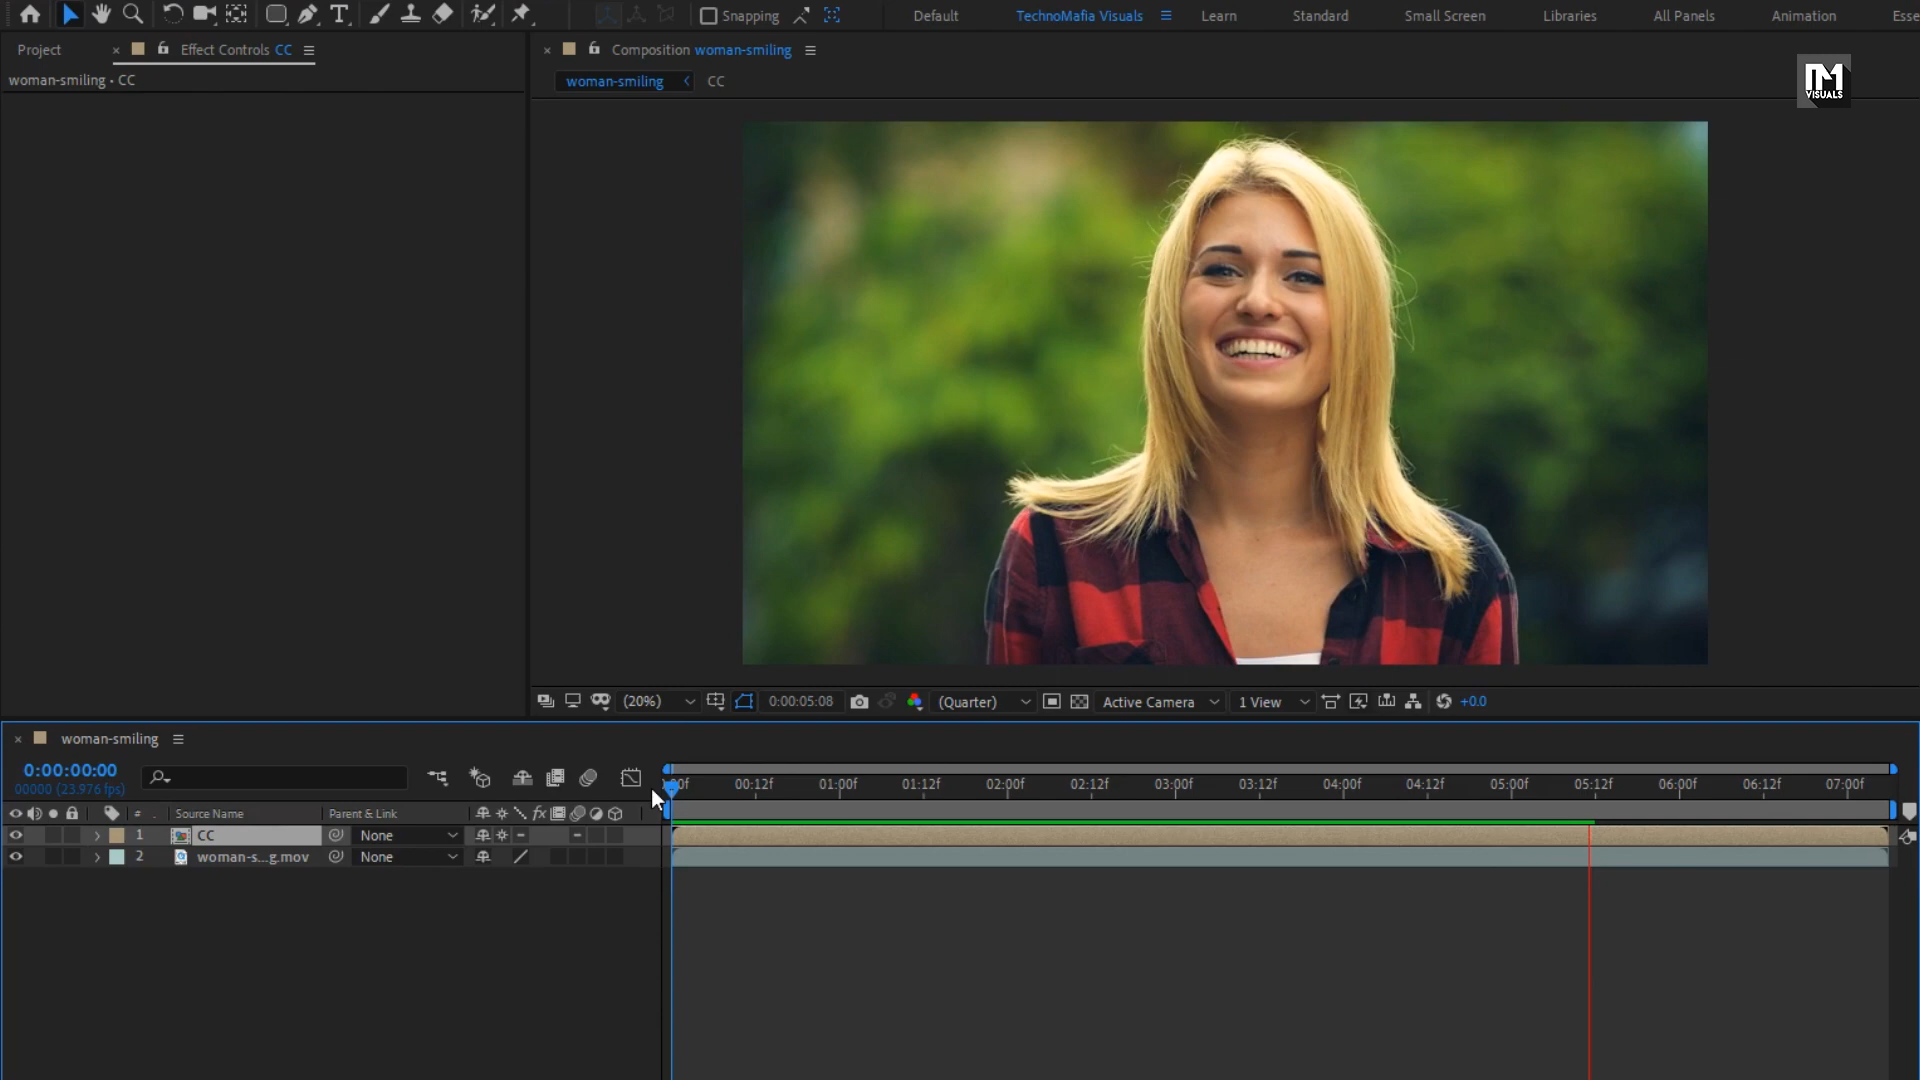 Snapping
Default
TechnoMafia Visuals
Learn
Standard
Small Screen
Libraries
All Panels
Animation
Esse
Project
Effect Controls CC
Composition woman-smiling
woman-smiling • CC
woman-smiling
CC
VISUALS
(20%)
0:00:05:08
(Quarter)
Active Camera
1 View
+0.0
woman-smiling
0:00:00:00
00000 (23.976 fps)
00f
00:12f
01:00f
01:12f
02:00f
02:12f
03:00f
03:12f
04:00f
04:12f
05:00f
05:12f
06:00f
06:12f
07:00f
#
Source Name
Parent & Link
fx
1
CC
None
2
woman-s...g.mov
None